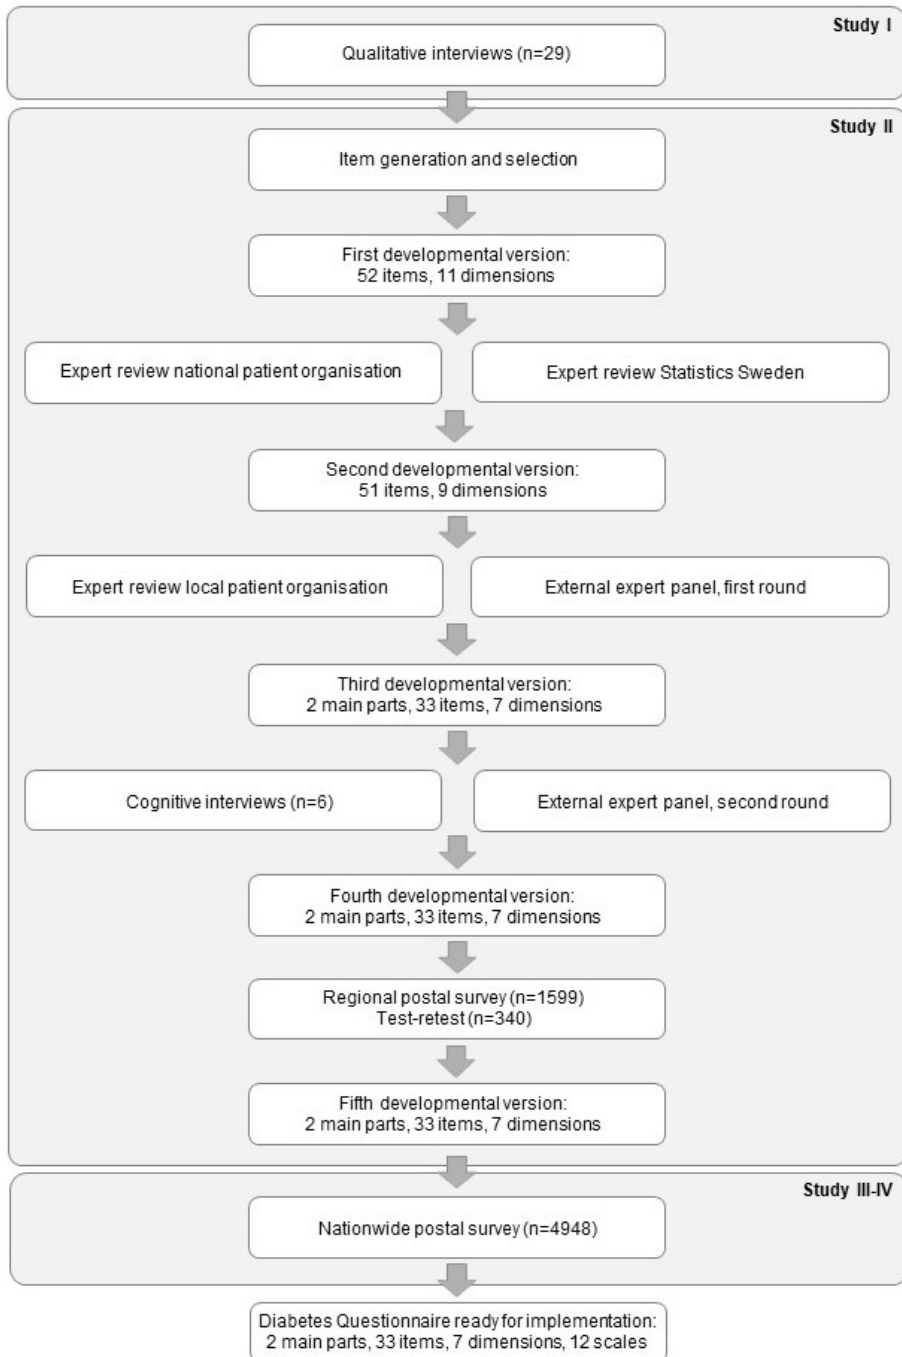 Study I
Qualitative interviews (n=29)
Study II
Item generation and selection
First developmental version:
52 items, 11 dimensions
Expert review national patient organisation
Expert review Statistics Sweden
Second developmental version:
51 items, 9 dimensions
Expert review local patient organisation
External expert panel, first round
Third developmental version:
2 main parts, 33 items, 7 dimensions
Cognitive interviews (n=6)
External expert panel, second round
Fourth developmental version:
2 main parts, 33 items, 7 dimensions
Regional postal survey (n=1599)
Test-retest (n=340)
Fifth developmental version:
2 main parts, 33 items, 7 dimensions
Study III-IV
Nationwide postal survey (n=4948)
Diabetes Questionnaire ready for implementation:
2 main parts, 33 items, 7 dimensions, 12 scales